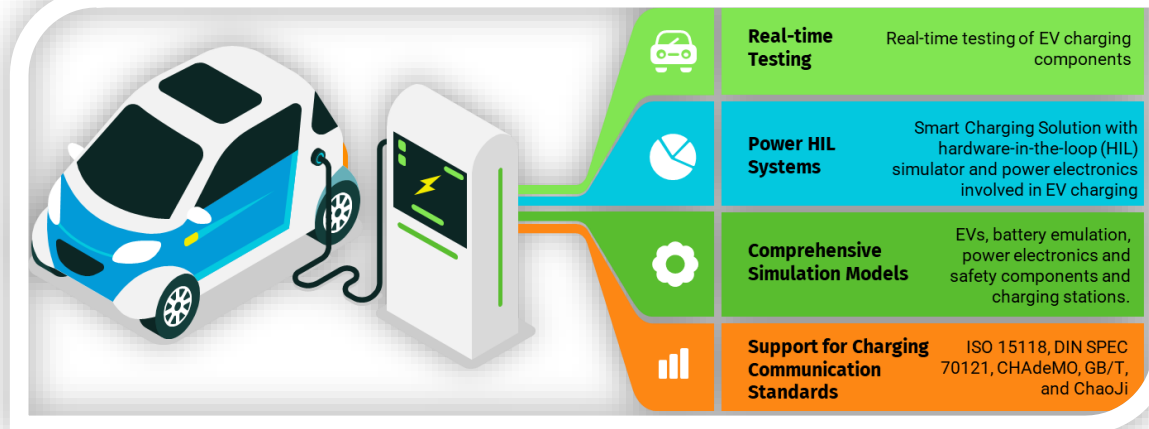 Real-time
Testing
Real-time testing of EV charging
components
Power HIL
Systems
Smart Charging Solution with
hardware-in-the-loop (HIL)
simulator and power electronics
involved in EV charging
Comprehensive
Simulation Models
EVs, battery emulation,
power electronics and
safety components and
charging stations.
Support for Charging
Communication
Standards
ISO 15118, DIN SPEC
70121, CHAdeMO, GB/T,
and ChaoJi